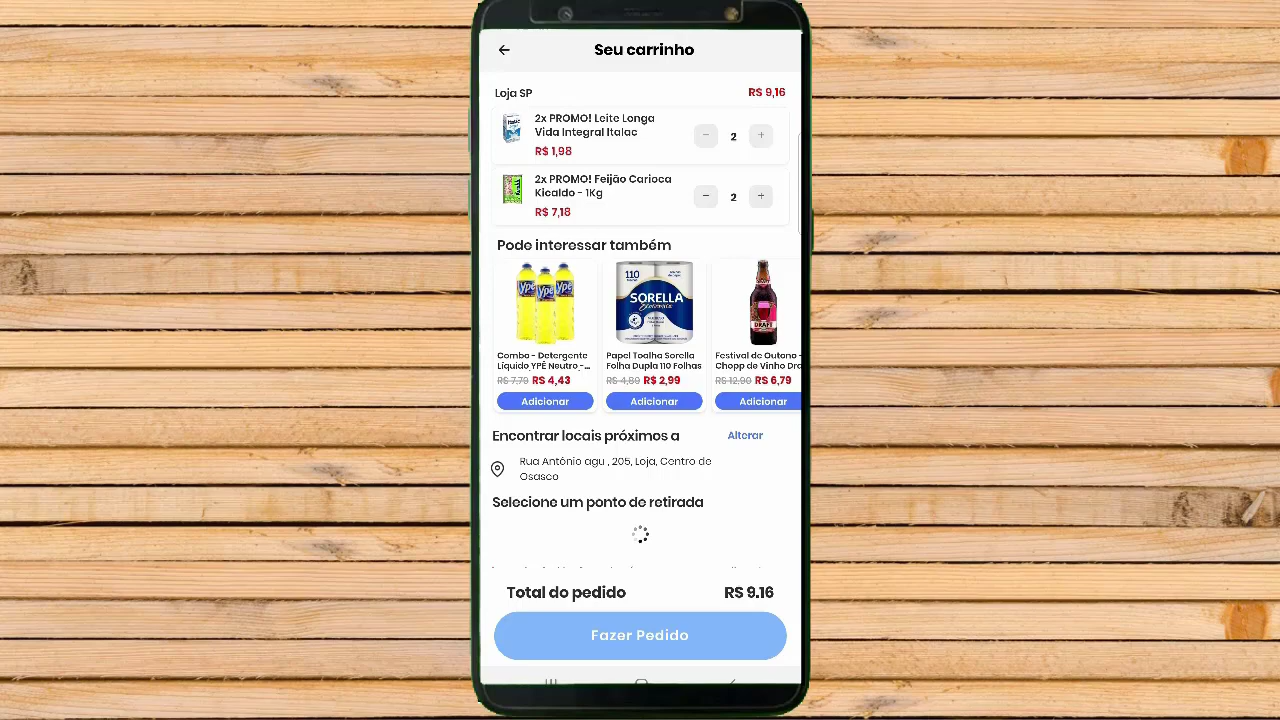 Seu carrinho
Loja SP
R$ 9,16
2x PROMO! Leite Longa
Vida Integral Italac
R$ 1,98
2
2x PROMO! Feijão Carioca
Kicaldo - 1Kg
R$ 7,18
2
Pode interessar também
Ypê
110
SORELLA
DRAFT
Combo - Detergente
Líquido YPÊ Neutro -...
R$ 7,70 R$ 4,43
Adicionar
Papel Toalha Sorella
Folha Dupla 110 Folhas
R$ 4,80 R$ 2,99
Adicionar
Festival de Outono -
Chopp de Vinho Dra
R$ 12,90 R$ 6,79
Adicionar
Encontrar locais próximos a
Alterar
Rua Antônio agu , 205, Loja, Centro de
Osasco
Selecione um ponto de retirada
Total do pedido
R$ 9.16
Fazer Pedido